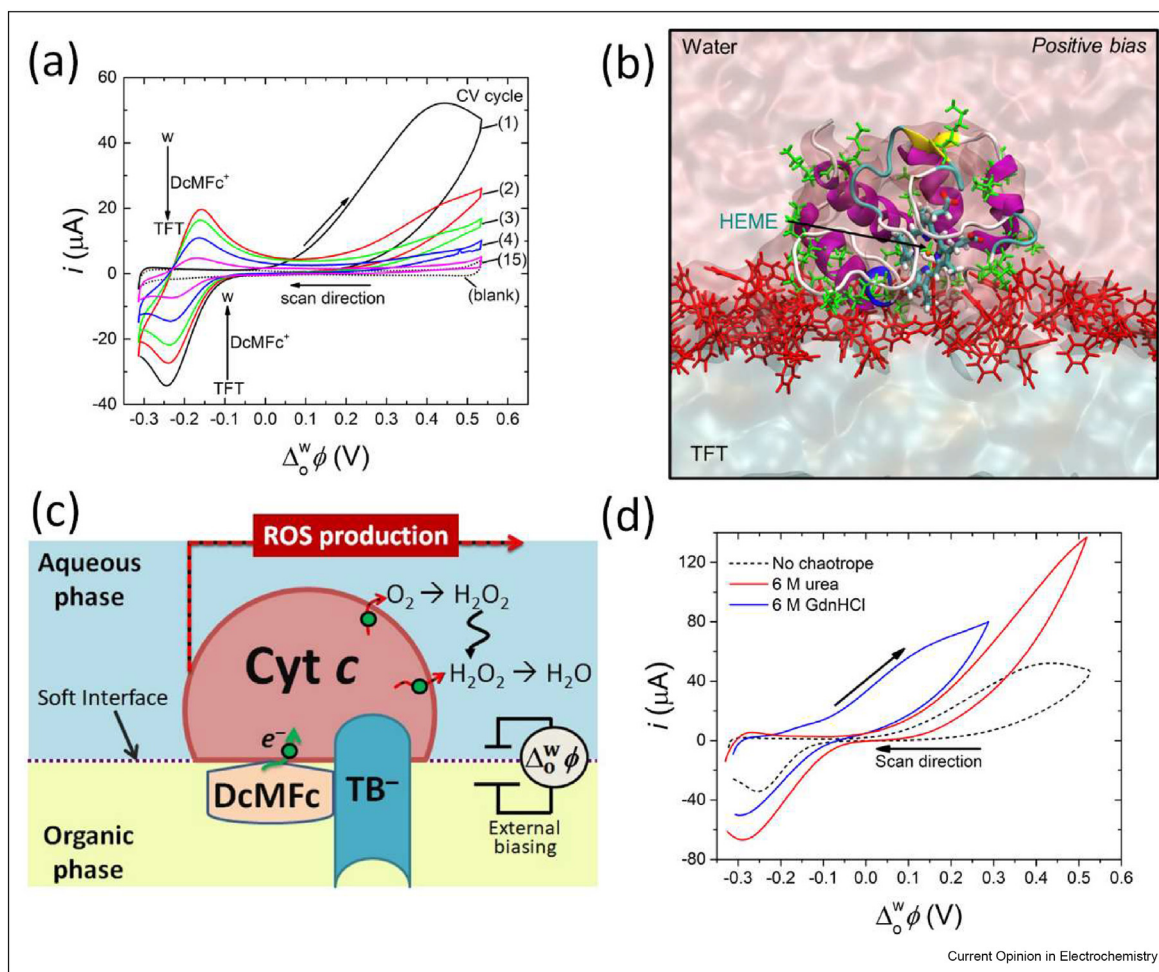 (a)
60
40
20
0
-20
-40
i (μA)
-0.3 -0.2 -0.1 0.0 0.1 0.2 0.3 0.4 0.5 0.6
Δ_o^w ϕ (V)
CV cycle
(1)
(2)
(3)
(4)
(15)
(blank)
w
DcMFc⁺
TFT
scan direction
w
DcMFc⁺
TFT
(b)
Water
Positive bias
HEME
TFT
(c)
ROS production
Aqueous
phase
O₂ → H₂O₂
Cyt c
H₂O₂ → H₂O
Soft Interface
e⁻
Δ_o^w ϕ
DcMFc
TB⁻
External
biasing
Organic
phase
(d)
120
80
40
0
-40
-80
i (μA)
No chaotrope
6 M urea
6 M GdnHCl
Scan direction
-0.3 -0.2 -0.1 0.0 0.1 0.2 0.3 0.4 0.5 0.6
Δ_o^w ϕ (V)
Current Opinion in Electrochemistry